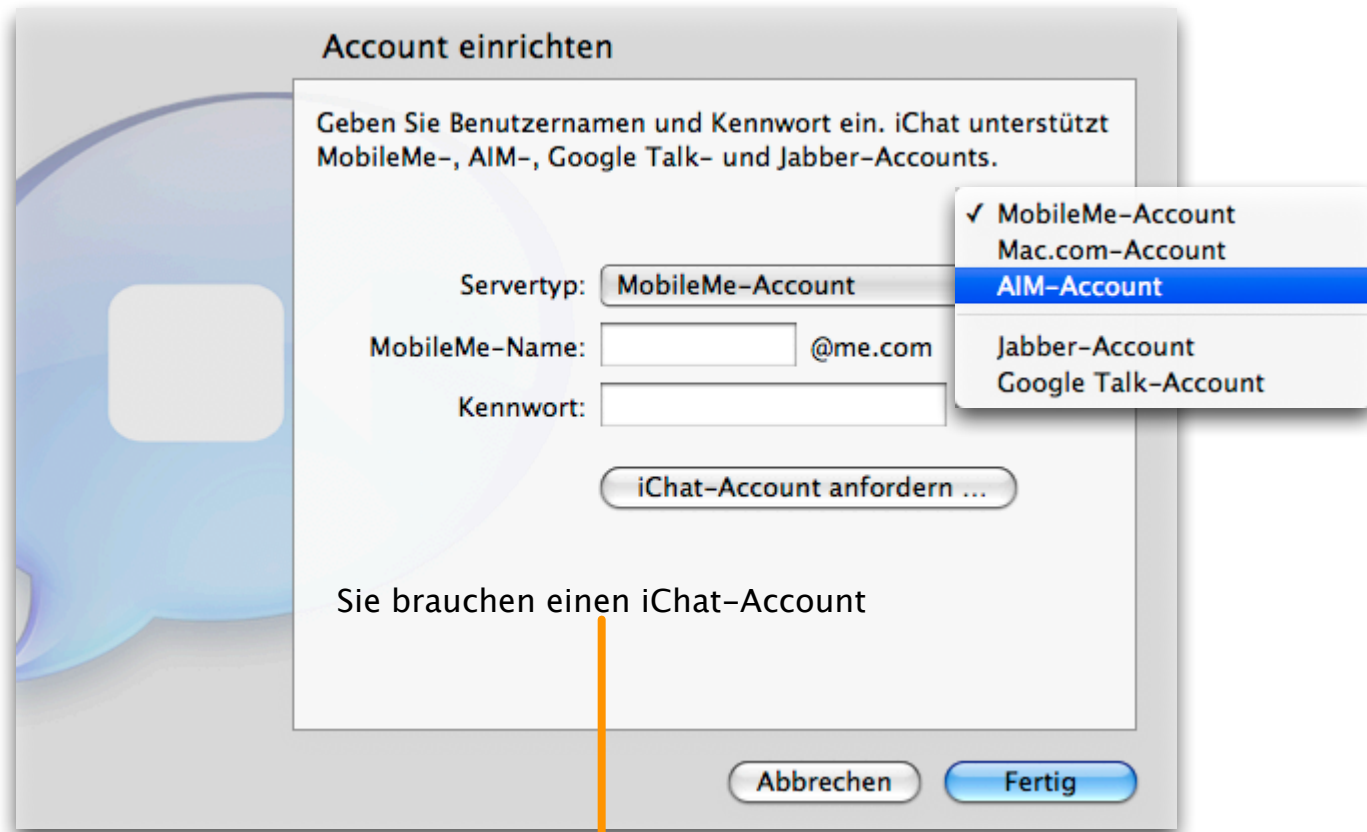 Account einrichten
Geben Sie Benutzernamen und Kennwort ein. iChat unterstützt
MobileMe-, AIM-, Google Talk- und Jabber-Accounts.
✓ MobileMe-Account
Mac.com-Account
AIM-Account
Jabber-Account
Google Talk-Account
Servertyp: MobileMe-Account
MobileMe-Name: @me.com
Kennwort:
iChat-Account anfordern ...
Sie brauchen einen iChat-Account
Abbrechen Fertig